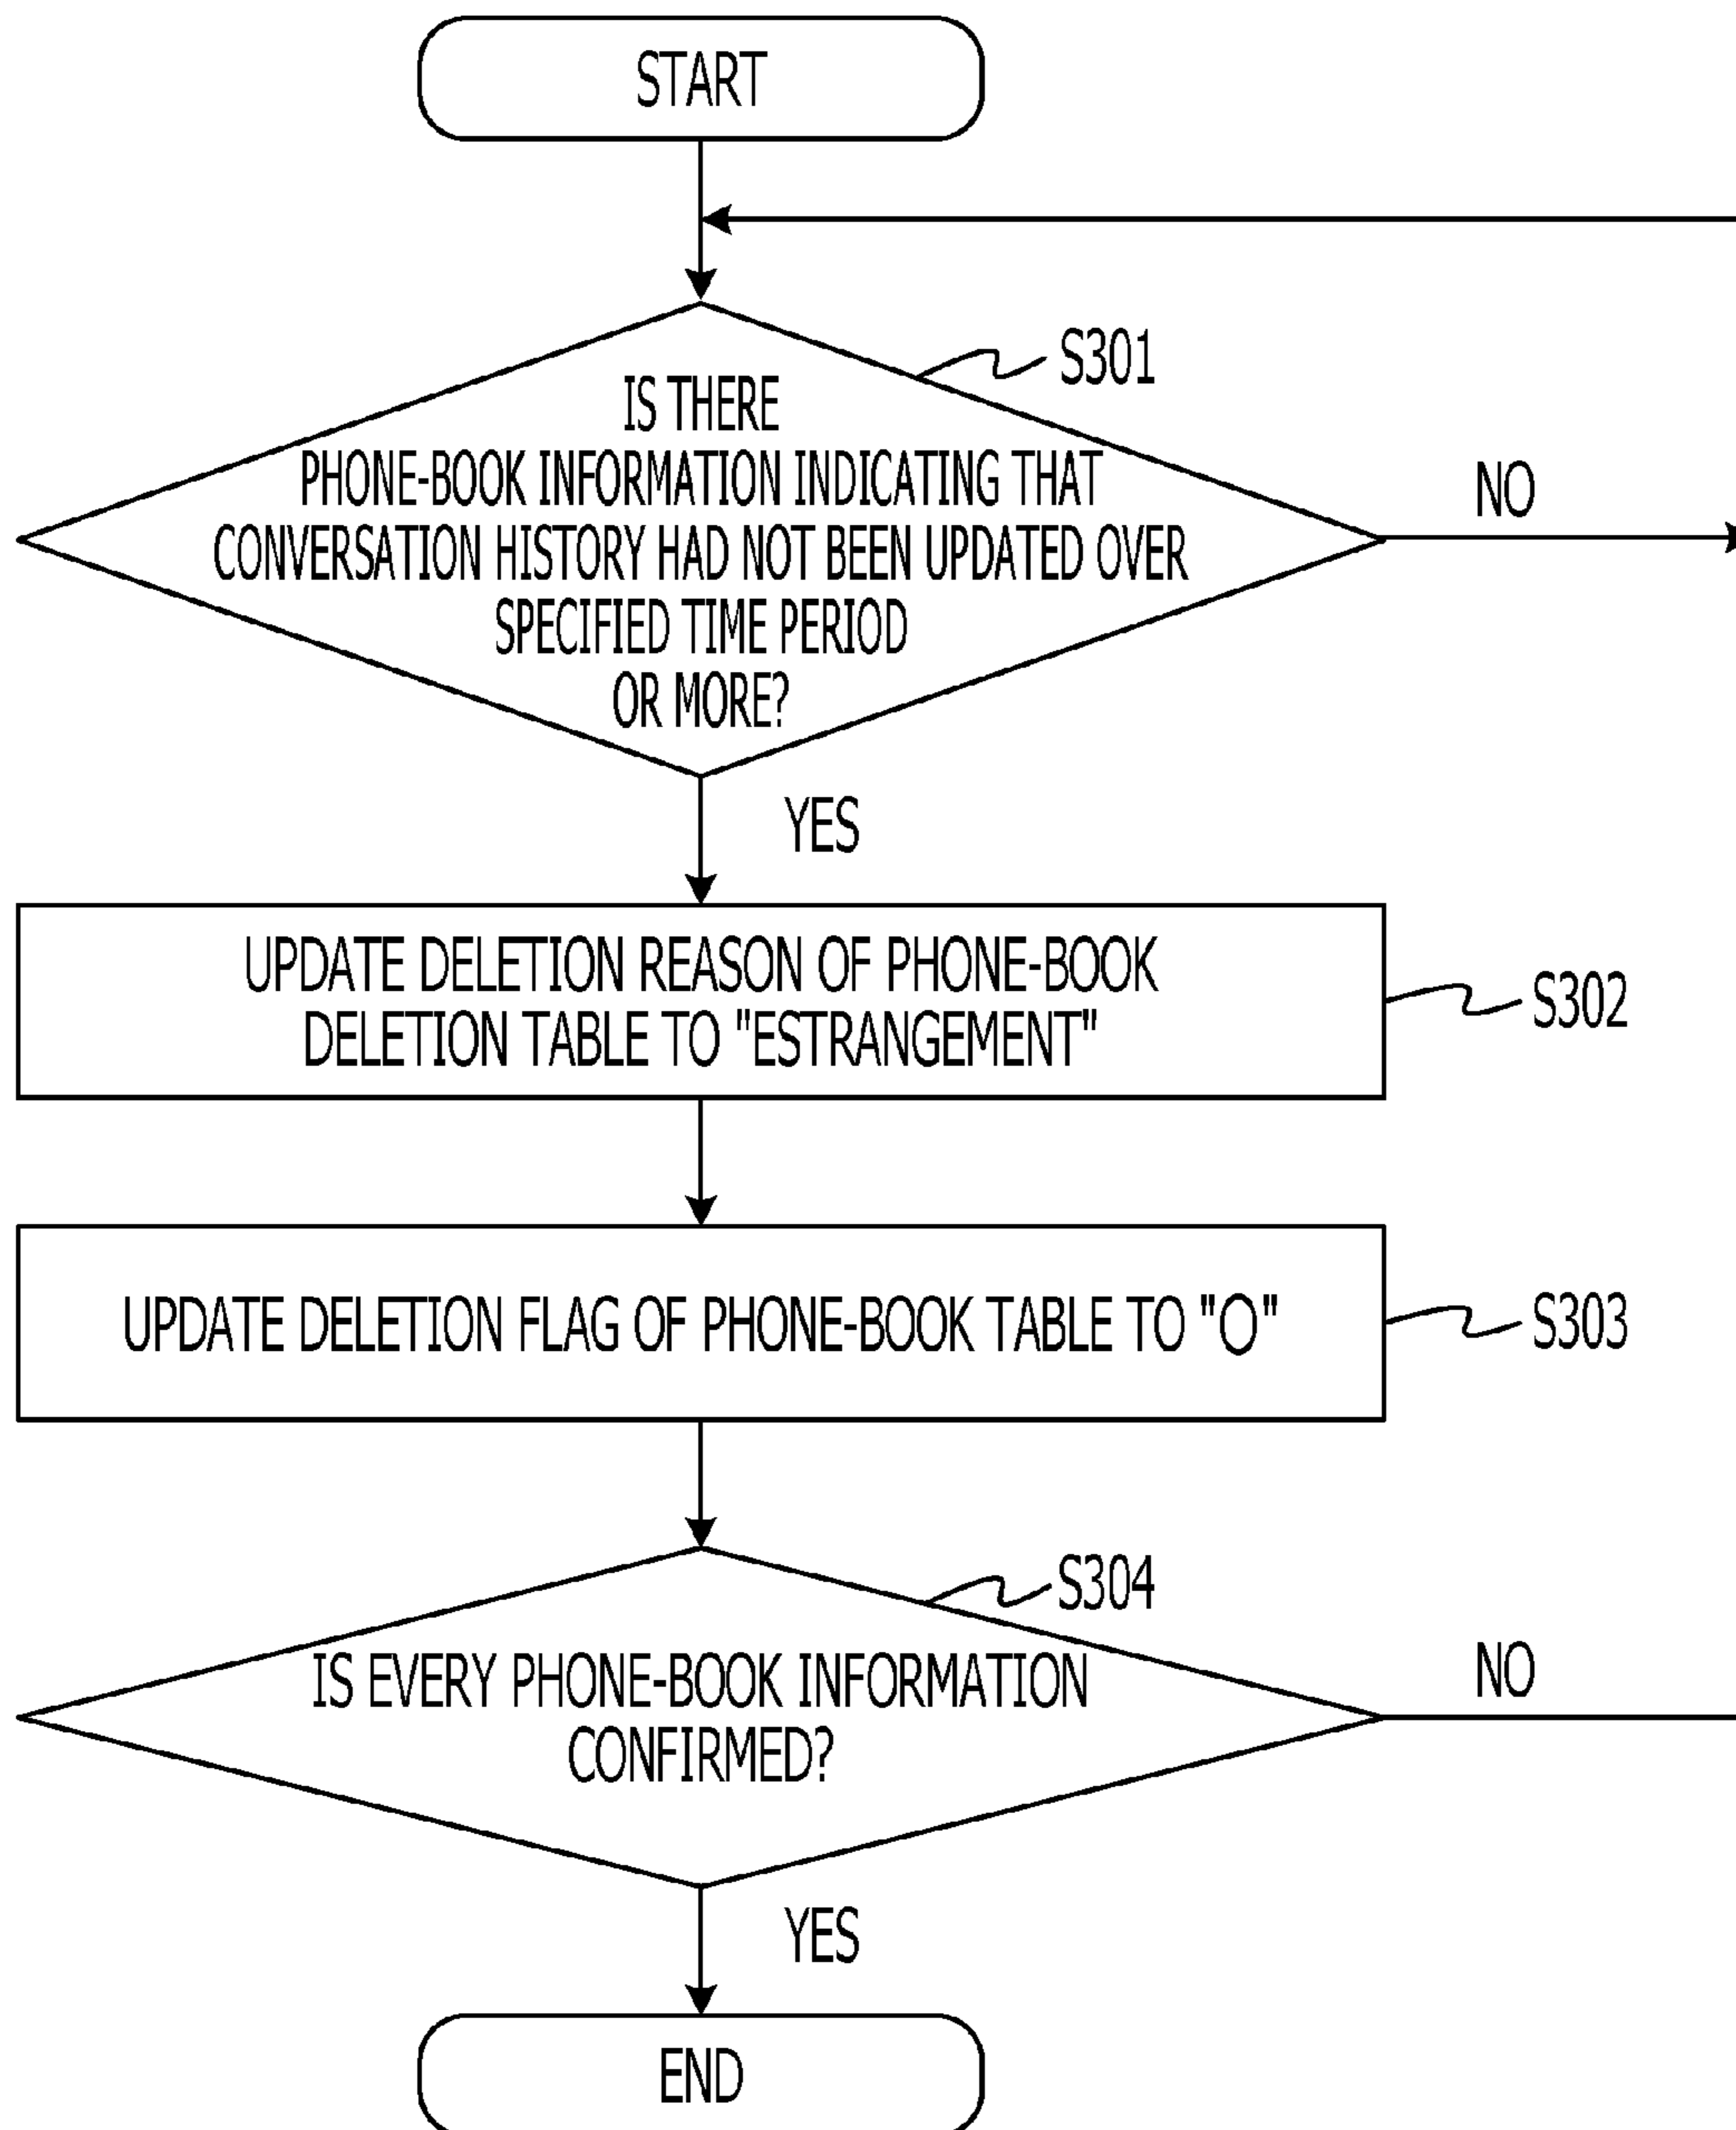 START
S301
IS THERE
PHONE-BOOK INFORMATION INDICATING THAT
CONVERSATION HISTORY HAD NOT BEEN UPDATED OVER
SPECIFIED TIME PERIOD
OR MORE?
NO
YES
UPDATE DELETION REASON OF PHONE-BOOK
DELETION TABLE TO "ESTRANGEMENT"
S302
UPDATE DELETION FLAG OF PHONE-BOOK TABLE TO "O"
S303
S304
IS EVERY PHONE-BOOK INFORMATION
CONFIRMED?
NO
YES
END